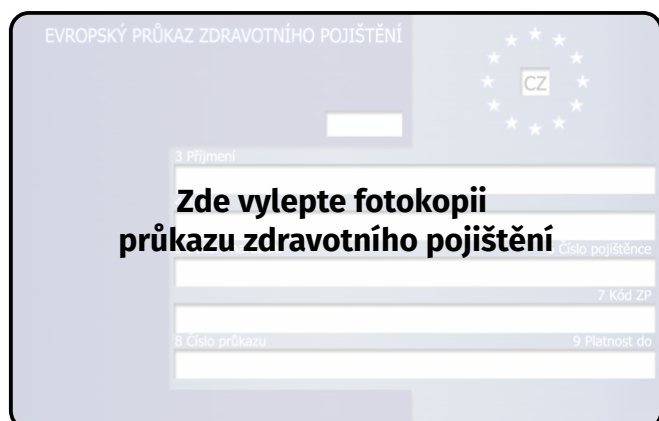 EVROPSKÝ PRŮKAZ ZDRAVOTNÍHO POJIŠTĚNÍ
CZ
3 Příjmení
Zde vylepte fotokopii
průkazu zdravotního pojištění
Číslo pojištěnce
7 Kód ZP
8 Číslo průkazu
9 Platnost do